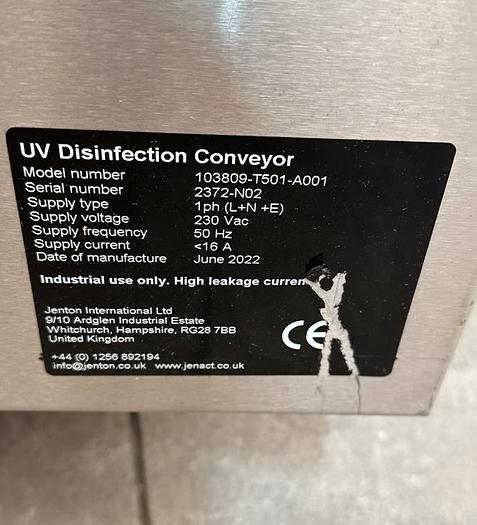 UV Disinfection Conveyor
Model number 103809-T501-A001
Serial number 2372-N02
Supply type 1ph (L+N +E)
Supply voltage 230 Vac
Supply frequency 50 Hz
Supply current <16 A
Date of manufacture June 2022
Industrial use only. High leakage curren
Jenton International Ltd
9/10 Ardglen Industrial Estate
Whitchurch, Hampshire, RG28 7BB
United Kingdom
CE
+44 (0) 1256 892194
info@jenton.co.uk www.jenact.co.uk